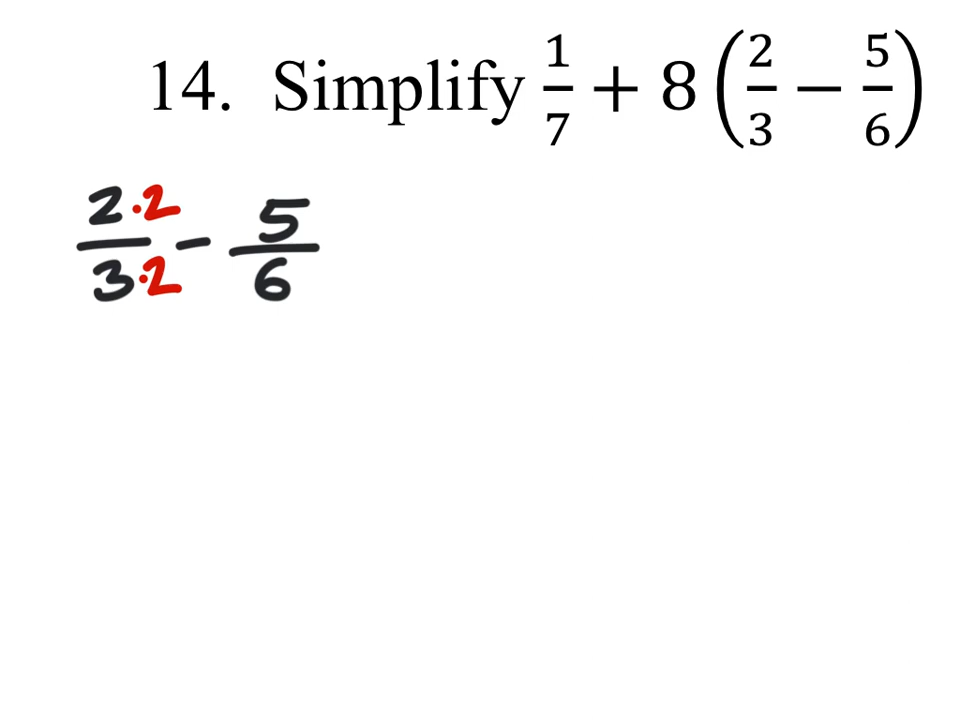 14. Simplify 1/7 + 8(2/3 − 5/6)
2·2/3·2 − 5/6